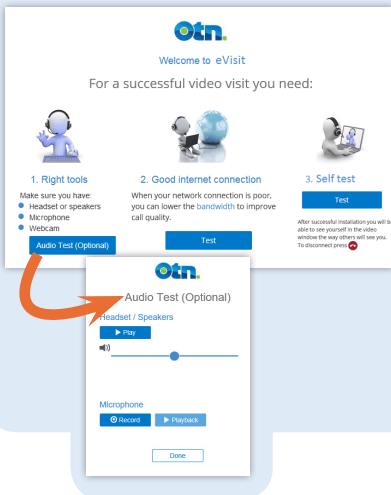 otn.
Welcome to eVisit
For a successful video visit you need:
1. Right tools
Make sure you have:
Headset or speakers
Microphone
Webcam
Audio Test (Optional)
2. Good internet connection
When your network connection is poor,
you can lower the bandwidth to improve
call quality.
Test
3. Self test
Test
After successful installation you will be
able to see yourself in the video
window the way others will see you.
To disconnect press
otn.
Audio Test (Optional)
Headset / Speakers
Play
Microphone
Record Playback
Done